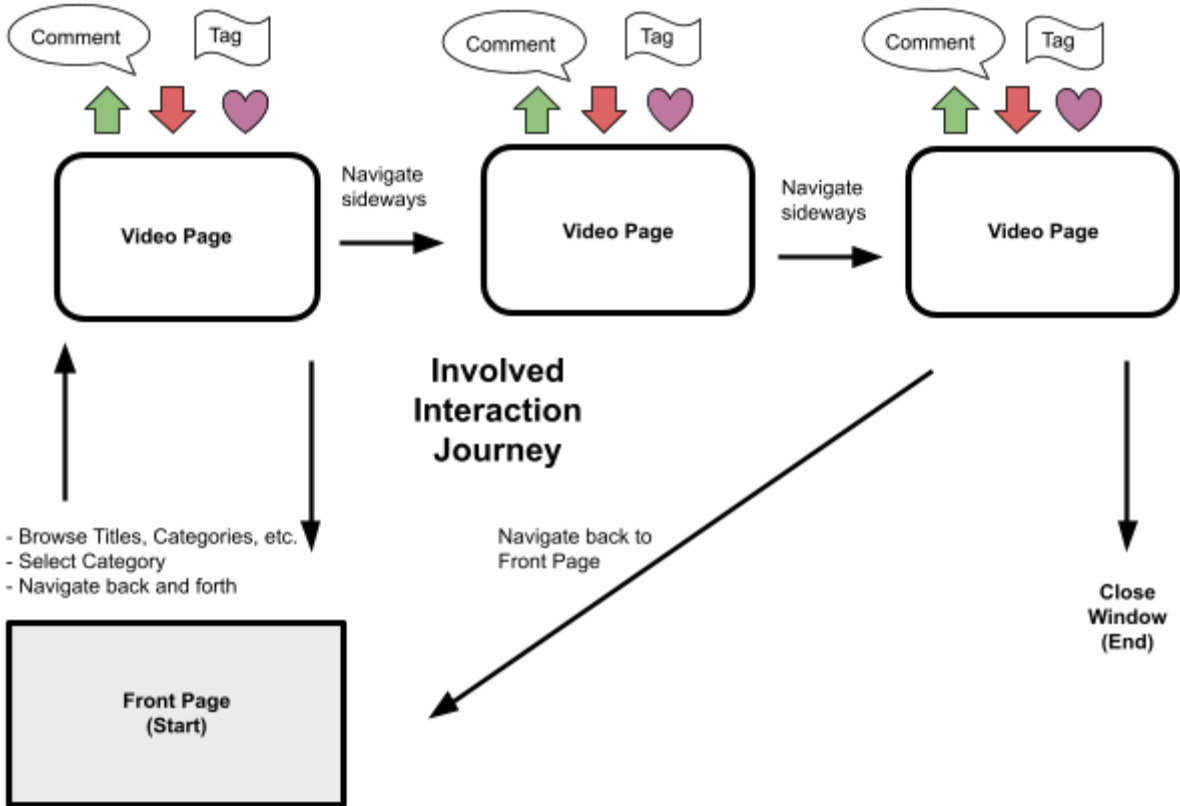 Comment
Tag
Comment
Tag
Comment
Tag
Video Page
Navigate
sideways
Video Page
Navigate
sideways
Video Page
Involved
Interaction
Journey
- Browse Titles, Categories, etc.
- Select Category
- Navigate back and forth
Navigate back to
Front Page
Close
Window
(End)
Front Page
(Start)